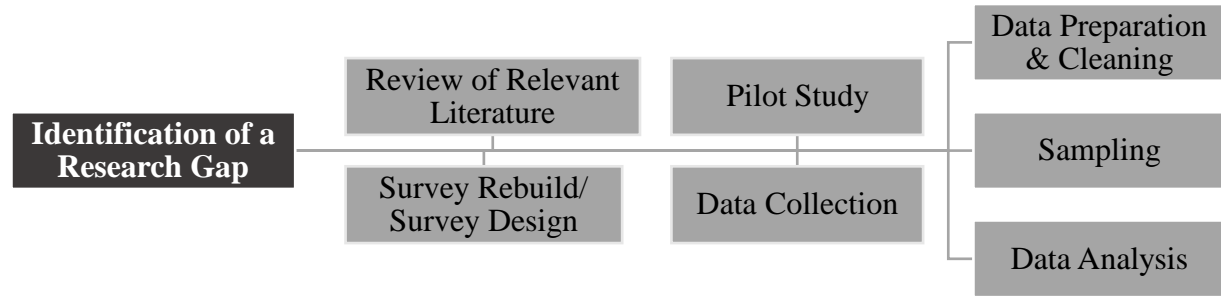 Identification of a
Research Gap
Review of Relevant
Literature
Survey Rebuild/
Survey Design
Pilot Study
Data Collection
Data Preparation
& Cleaning
Sampling
Data Analysis